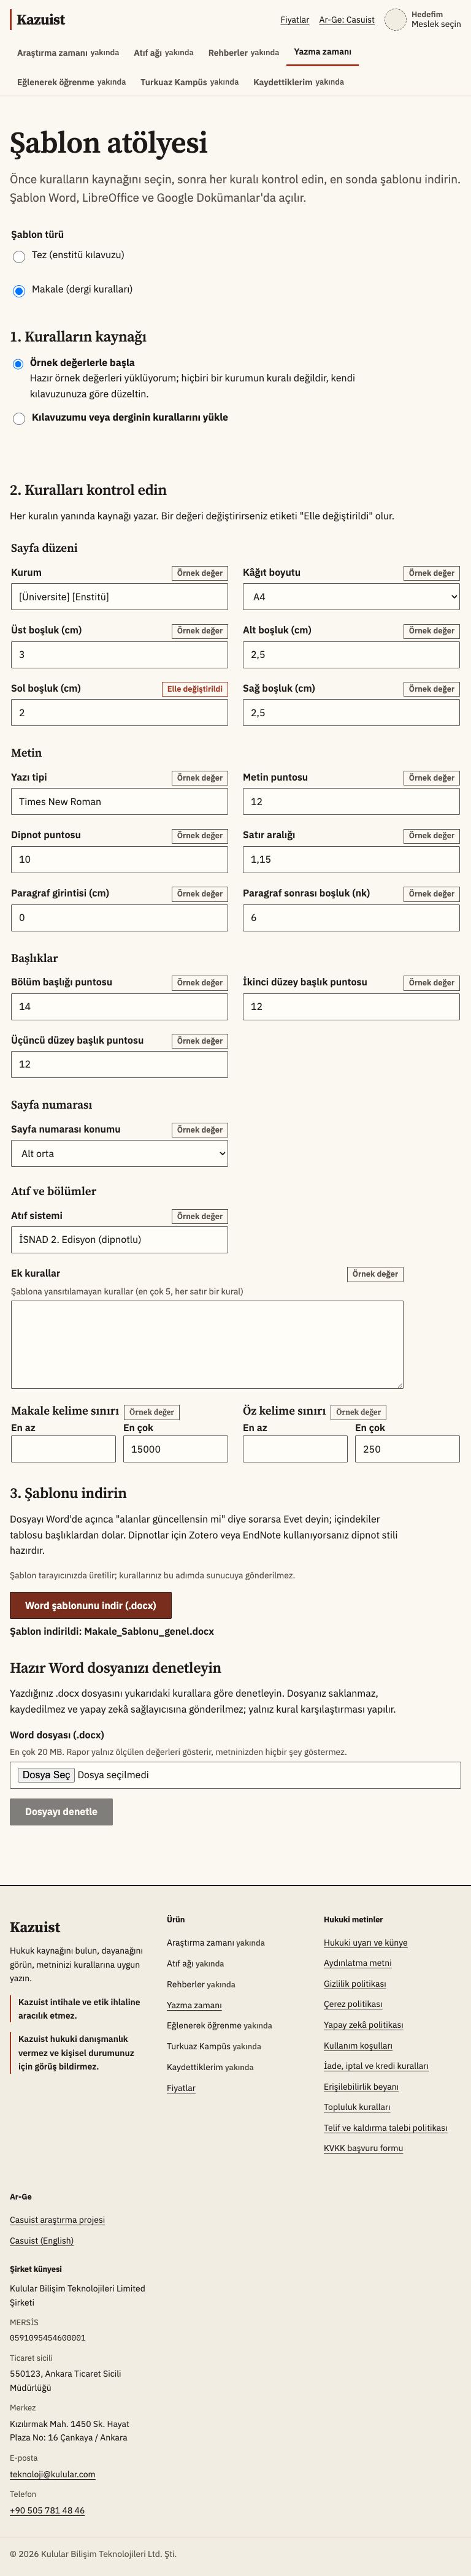 Kazuist
Fiyatlar Ar-Ge: Casuist
Hedefim
Meslek seçin
Araştırma zamanı yakında Atıf ağı yakında Rehberler yakında Yazma zamanı
Eğlenerek öğrenme yakında Turkuaz Kampüs yakında Kaydettiklerim yakında
Şablon atölyesi
Önce kuralların kaynağını seçin, sonra her kuralı kontrol edin, en sonda şablonu indirin.
Şablon Word, LibreOffice ve Google Dokümanlar'da açılır.
Şablon türü
Tez (enstitü kılavuzu)
Makale (dergi kuralları)
1. Kuralların kaynağı
Örnek değerlerle başla
Hazır örnek değerleri yüklüyorum; hiçbiri bir kurumun kuralı değildir, kendi
kılavuzunuza göre düzeltin.
Kılavuzumu veya derginin kurallarını yükle
2. Kuralları kontrol edin
Her kuralın yanında kaynağı yazar. Bir değeri değiştirirseniz etiketi "Elle değiştirildi" olur.
Sayfa düzeni
Kurum Örnek değer Kâğıt boyutu Örnek değer
[Üniversite] [Enstitü] A4
Üst boşluk (cm) Örnek değer Alt boşluk (cm) Örnek değer
3 2,5
Sol boşluk (cm) Elle değiştirildi Sağ boşluk (cm) Örnek değer
2 2,5
Metin
Yazı tipi Örnek değer Metin puntosu Örnek değer
Times New Roman 12
Dipnot puntosu Örnek değer Satır aralığı Örnek değer
10 1,15
Paragraf girintisi (cm) Örnek değer Paragraf sonrası boşluk (nk) Örnek değer
0 6
Başlıklar
Bölüm başlığı puntosu Örnek değer İkinci düzey başlık puntosu Örnek değer
14 12
Üçüncü düzey başlık puntosu Örnek değer
12
Sayfa numarası
Sayfa numarası konumu Örnek değer
Alt orta
Atıf ve bölümler
Atıf sistemi Örnek değer
İSNAD 2. Edisyon (dipnotlu)
Ek kurallar Örnek değer
Şablona yansıtılamayan kurallar (en çok 5, her satır bir kural)
Makale kelime sınırı Örnek değer Öz kelime sınırı Örnek değer
En az En çok En az En çok
15000 250
3. Şablonu indirin
Dosyayı Word'de açınca "alanlar güncellensin mi" diye sorarsa Evet deyin; içindekiler
tablosu başlıklardan dolar. Dipnotlar için Zotero veya EndNote kullanıyorsanız dipnot stili
hazırdır.
Şablon tarayıcınızda üretilir; kurallarınız bu adımda sunucuya gönderilmez.
Word şablonunu indir (.docx)
Şablon indirildi: Makale_Sablonu_genel.docx
Hazır Word dosyanızı denetleyin
Yazdığınız .docx dosyasını yukarıdaki kurallara göre denetleyin. Dosyanız saklanmaz,
kaydedilmez ve yapay zekâ sağlayıcısına gönderilmez; yalnız kural karşılaştırması yapılır.
Word dosyası (.docx)
En çok 20 MB. Rapor yalnız ölçülen değerleri gösterir, metninizden hiçbir şey göstermez.
Dosya Seç Dosya seçilmedi
Dosyayı denetle
Kazuist
Hukuk kaynağını bulun, dayanağını
görün, metninizi kurallarına uygun
yazın.
Kazuist intihale ve etik ihlaline
aracılık etmez.
Kazuist hukuki danışmanlık
vermez ve kişisel durumunuz
için görüş bildirmez.
Ürün
Araştırma zamanı yakında
Atıf ağı yakında
Rehberler yakında
Yazma zamanı
Eğlenerek öğrenme yakında
Turkuaz Kampüs yakında
Kaydettiklerim yakında
Fiyatlar
Hukuki metinler
Hukuki uyarı ve künye
Aydınlatma metni
Gizlilik politikası
Çerez politikası
Yapay zekâ politikası
Kullanım koşulları
İade, iptal ve kredi kuralları
Erişilebilirlik beyanı
Topluluk kuralları
Telif ve kaldırma talebi politikası
KVKK başvuru formu
Ar-Ge
Casuist araştırma projesi
Casuist (English)
Şirket künyesi
Kulular Bilişim Teknolojileri Limited
Şirketi
MERSİS
0591095454600001
Ticaret sicili
550123, Ankara Ticaret Sicili
Müdürlüğü
Merkez
Kızılırmak Mah. 1450 Sk. Hayat
Plaza No: 16 Çankaya / Ankara
E-posta
teknoloji@kulular.com
Telefon
+90 505 781 48 46
© 2026 Kulular Bilişim Teknolojileri Ltd. Şti.